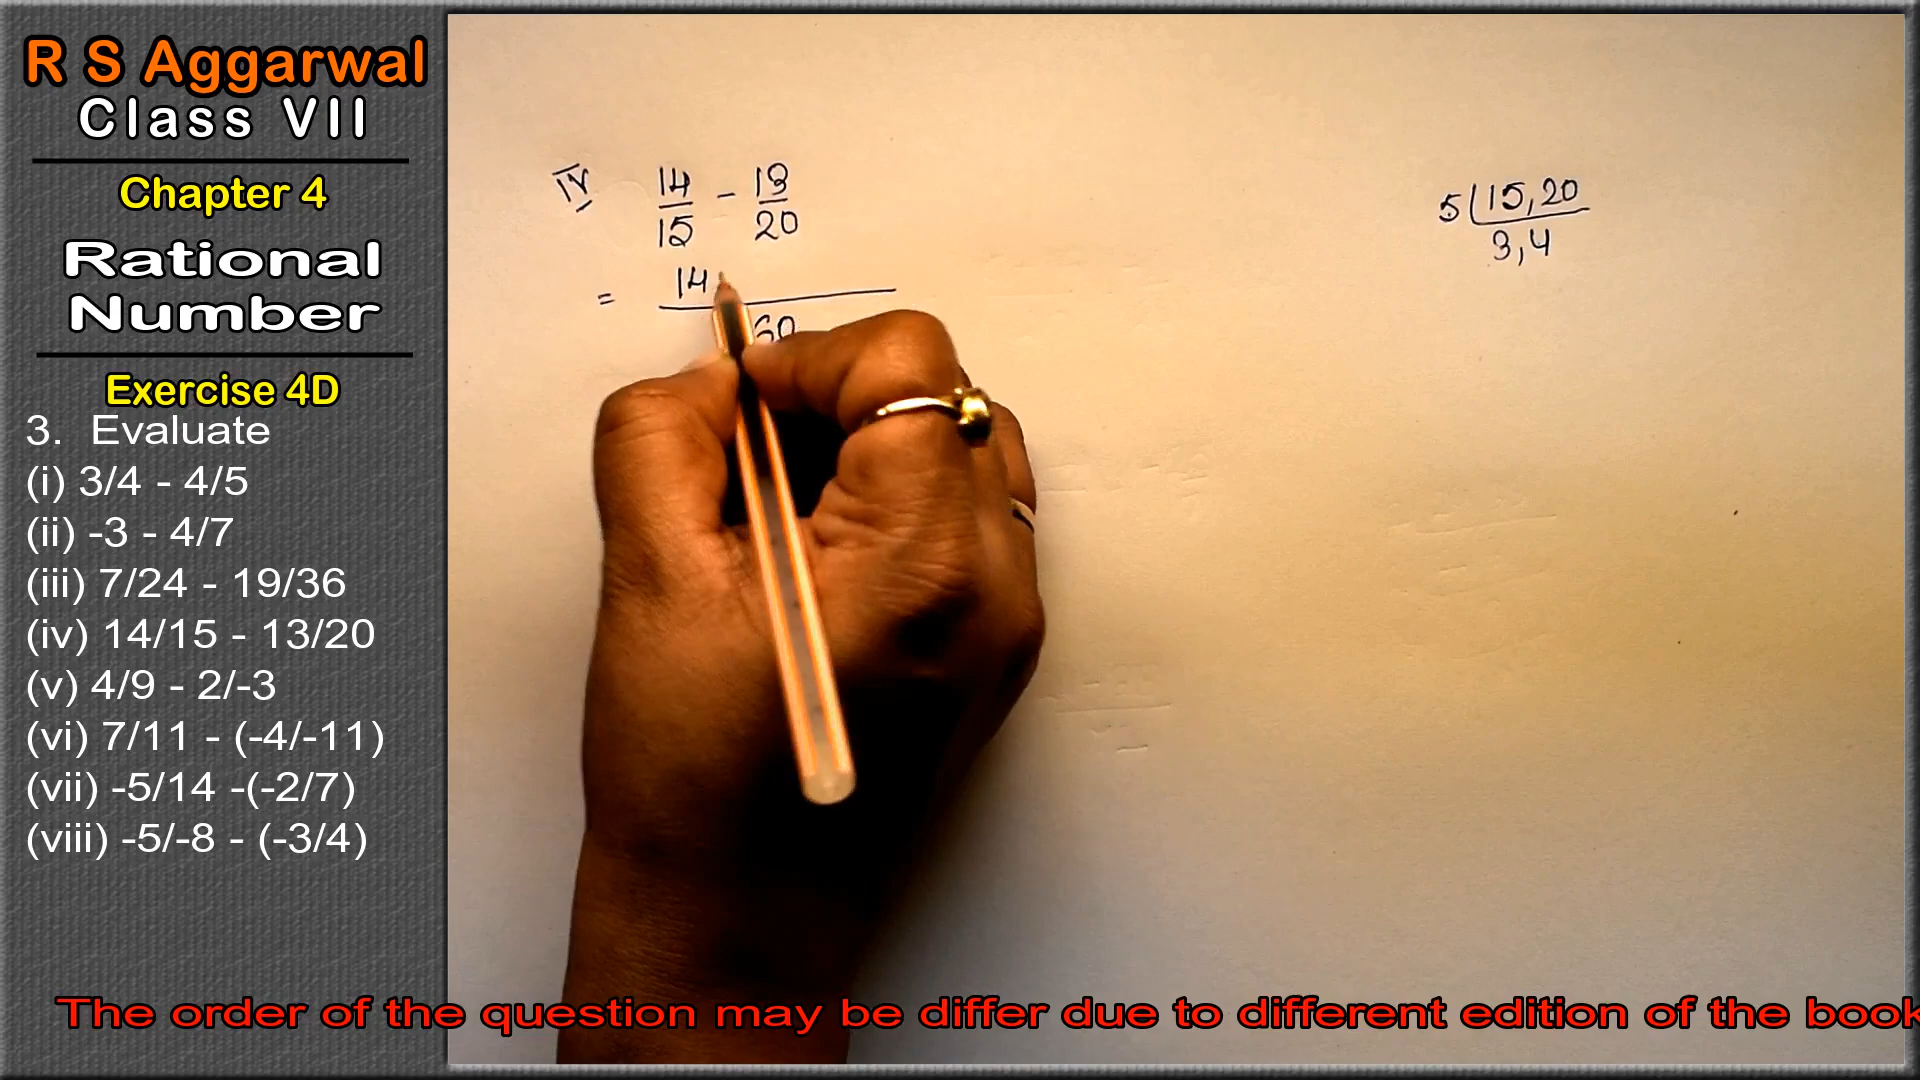 R S Aggarwal
Class VII
Chapter 4
Rational
Number
Exercise 4D
3. Evaluate
(i) 3/4 - 4/5
(ii) -3 - 4/7
(iii) 7/24 - 19/36
(iv) 14/15 - 13/20
(v) 4/9 - 2/-3
(vi) 7/11 - (-4/-11)
(vii) -5/14 -(-2/7)
(viii) -5/-8 - (-3/4)
IV 14/15 - 13/20
= 14 /60
5 | 15, 20
3, 4
The order of the question may be differ due to different edition of the book